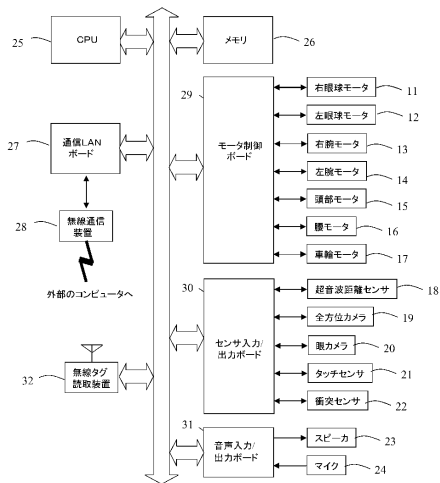 25
CPU
メモリ
26
29
モータ制御
ボード
右眼球モータ
11
左眼球モータ
12
右腕モータ
13
左腕モータ
14
頭部モータ
15
腰モータ
16
車輪モータ
17
27
通信LAN
ボード
28
無線通信
装置
外部のコンピュータへ
30
センサ入力/
出力ボード
超音波距離センサ
18
全方位カメラ
19
眼カメラ
20
タッチセンサ
21
衝突センサ
22
32
無線タグ
読取装置
31
音声入力/
出力ボード
スピーカ
23
マイク
24